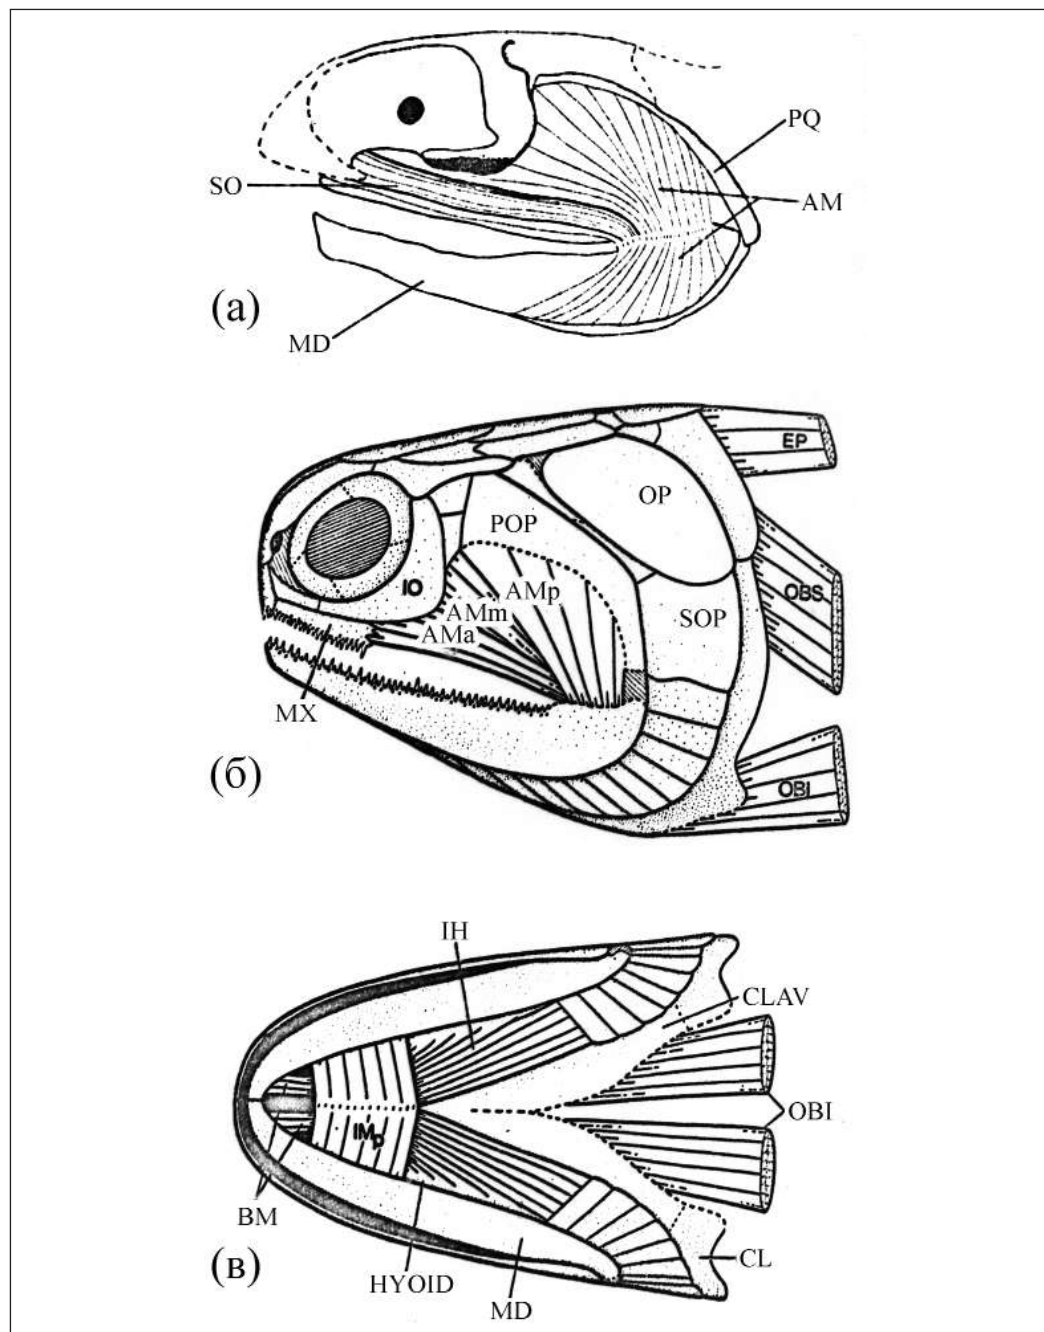 PQ
SO
AM
(а)
MD
EP
OP
POP
OBS
IO
AMp
AMm
AMa
SOP
MX
(б)
OBI
IH
CLAV
OBI
IMp
BM
(в)
CL
HYOID
MD